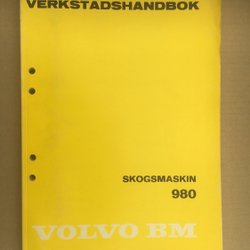 VERKSTADSHANDBOK
SKOGSMASKIN
980
VOLVO BM